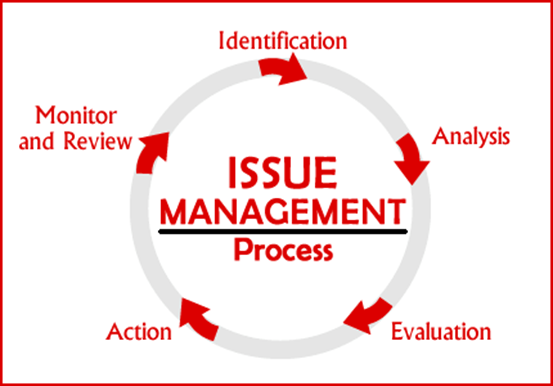 Identification
Analysis
Evaluation
Action
Monitor
and Review
ISSUE
MANAGEMENT
Process